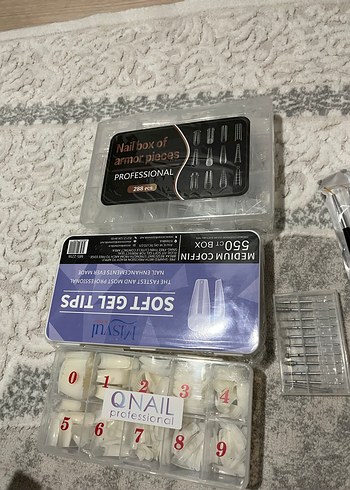 Nail box of
armor pieces
PROFESSIONAL
288 pcs.
MEDIUM COFFIN
550 CT BOX
THE FASTEST AND MOST PROFESSIONAL
NAIL ENHANCEMENTS EVER MADE
SOFT GEL TIPS
0 1 2 3 4
QNAIL
professional
5 6 7 8 9